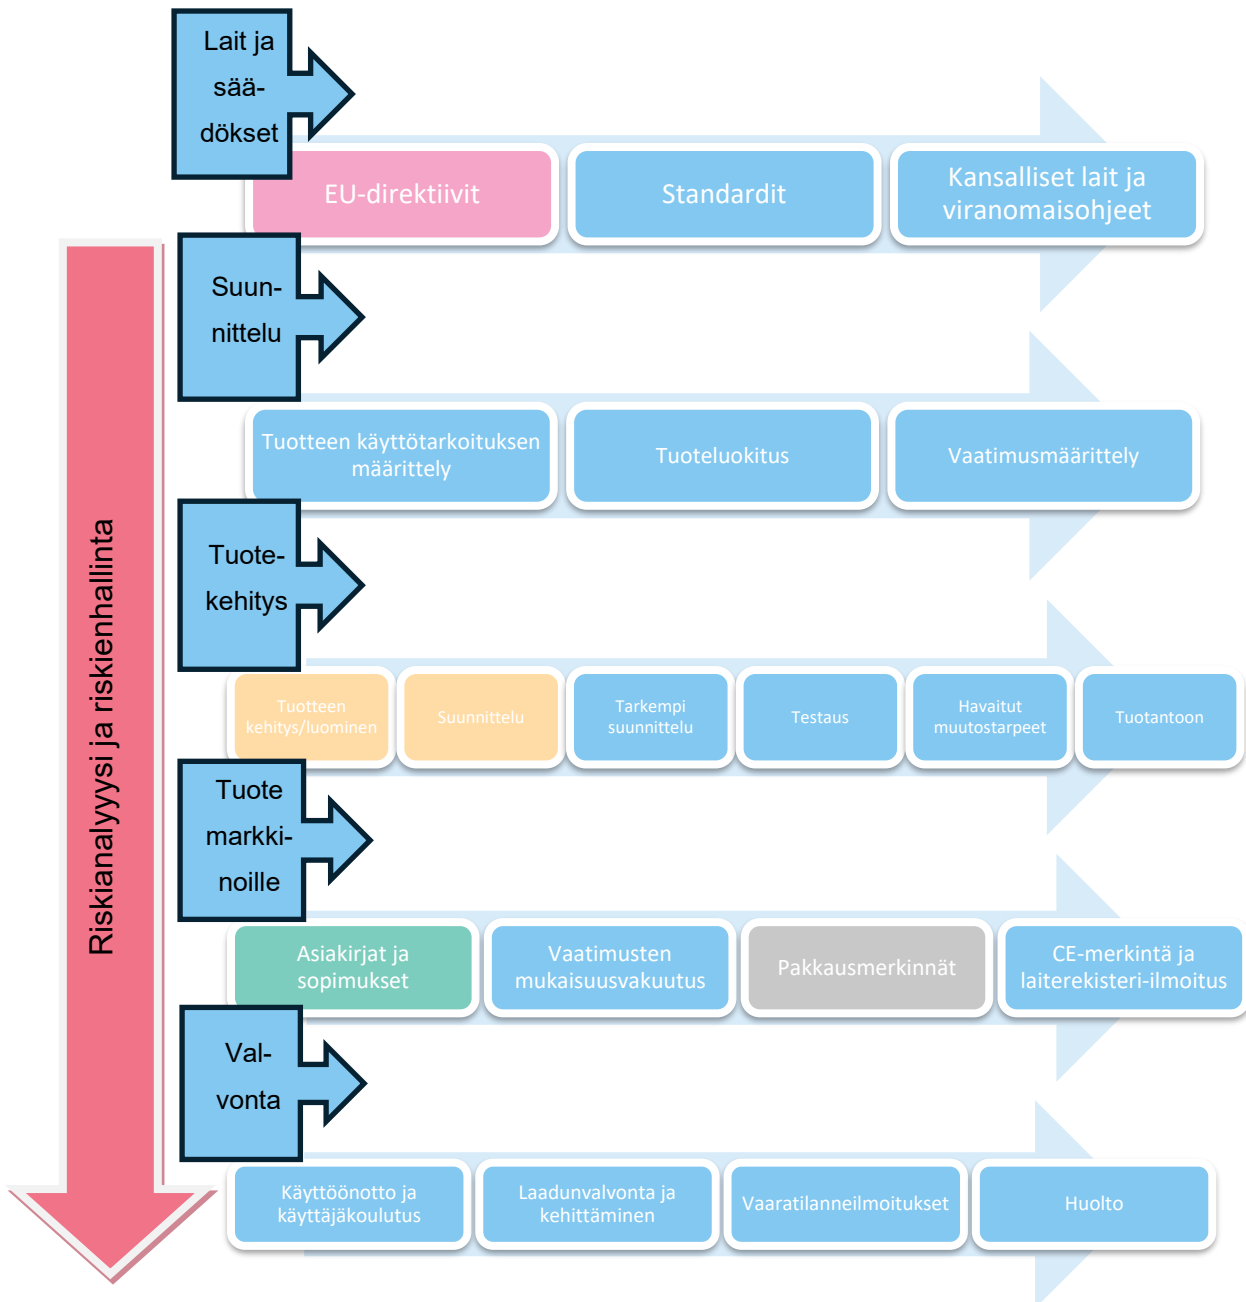 Lait ja
sää-
dökset
EU-direktiivit
Standardit
Kansalliset lait ja
viranomaisohjeet
Riskianalyysi ja riskienhallinta
Suun-
nittelu
Tuotteen käyttötarkoituksen
määrittely
Tuoteluokitus
Vaatimusmäärittely
Tuote-
kehitys
Tuotteen
kehitys/luominen
Suunnittelu
Tarkempi
suunnittelu
Testaus
Havaitut
muutostarpeet
Tuotantoon
Tuote
markki-
noille
Asiakirjat ja
sopimukset
Vaatimusten
mukaisuusvakuutus
Pakkausmerkinnät
CE-merkintä ja
laiterekisteri-ilmoitus
Val-
vonta
Käyttöönotto ja
käyttäjäkoulutus
Laadunvalvonta ja
kehittäminen
Vaaratilanneilmoitukset
Huolto